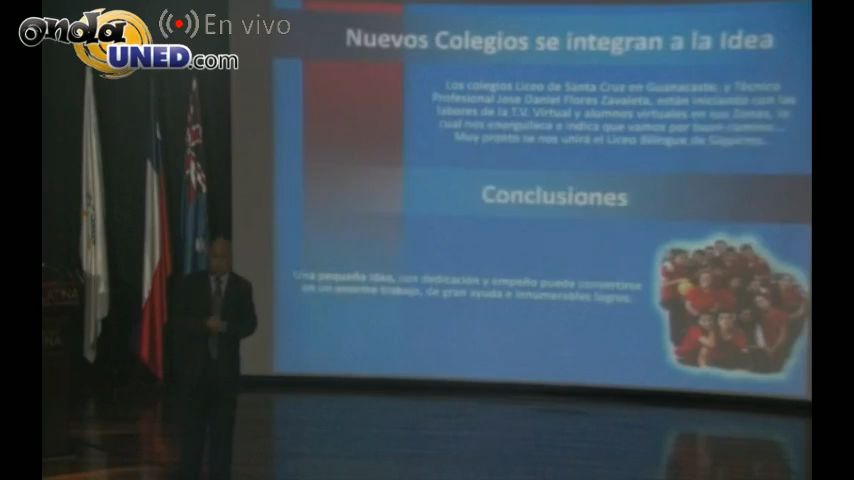 onda
UNED.com
En vivo
Nuevos Colegios se integran a la Idea
Los colegios Liceo de Santa Cruz en Guanacaste, y Técnico
Profesional Jose Daniel Flores Zavaleta, están iniciando con las
labores de la T.V. Virtual y alumnos virtuales en sus Zonas, lo
cual nos enorgullece e indica que vamos por buen camino...
Muy pronto se nos unirá el Liceo Bilingüe de
Conclusiones
Una pequeña Idea, con dedicación y empeño puede convertirse
en un enorme trabajo, de gran ayuda e innumerables logros.